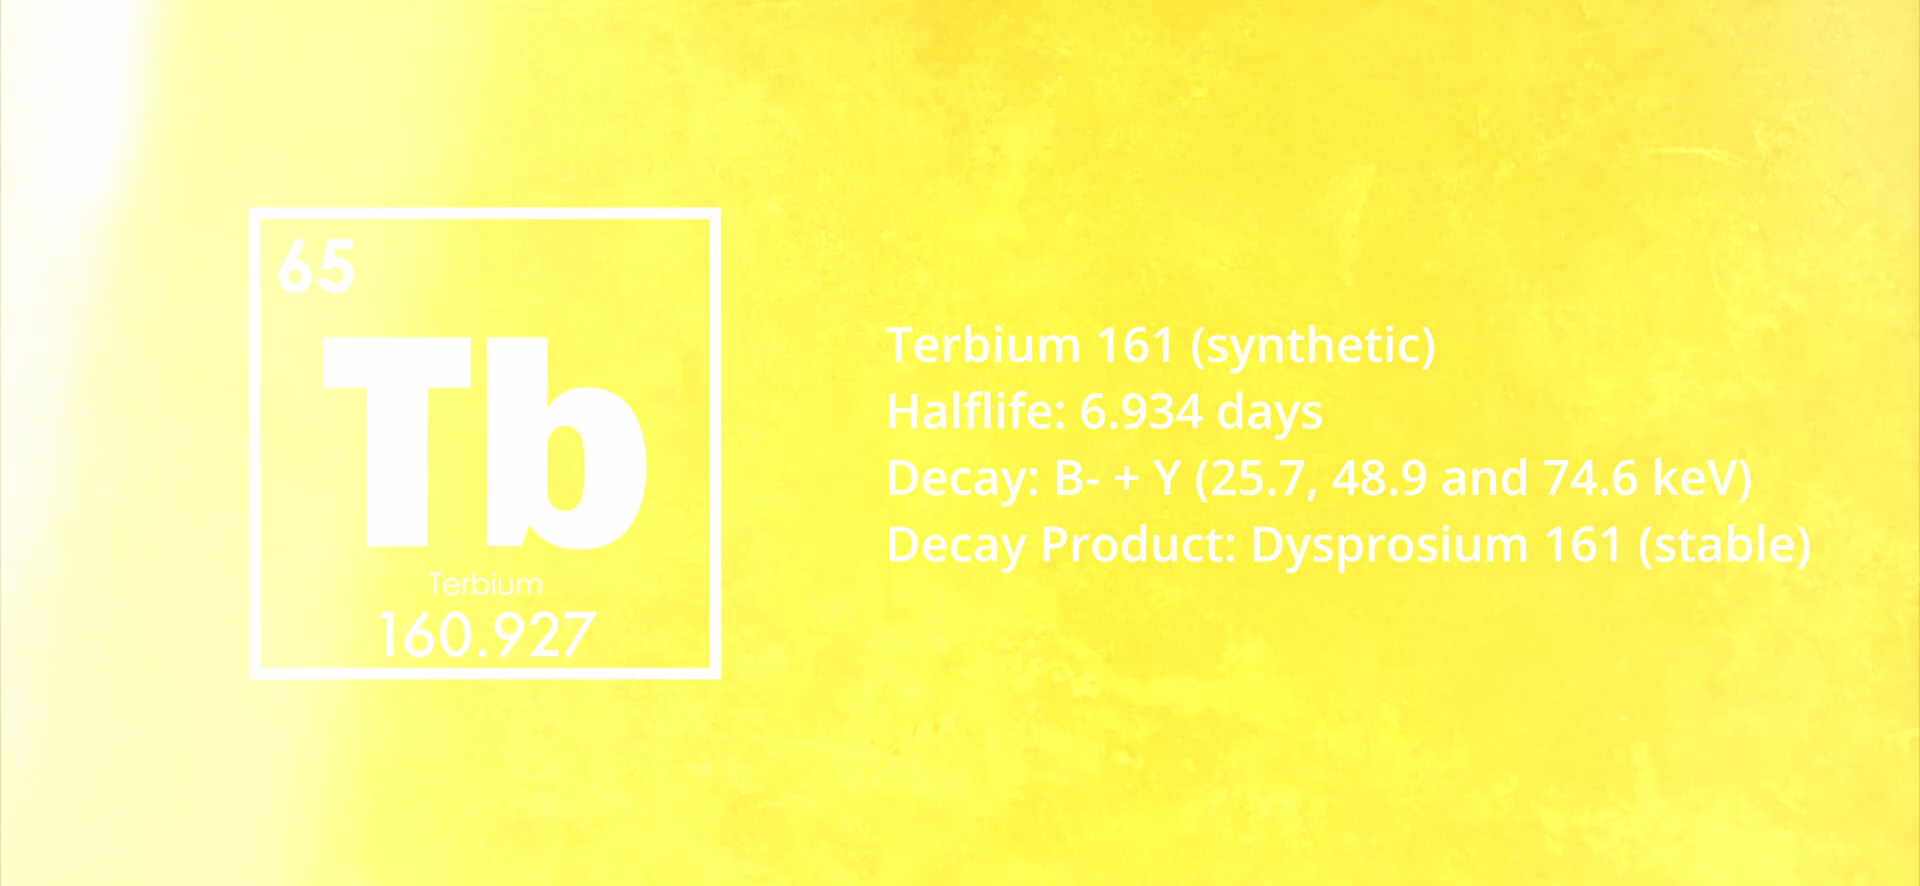 65
Tb
Terbium
160.927
Terbium 161 (synthetic)
Halflife: 6.934 days
Decay: B- + Y (25.7, 48.9 and 74.6 keV)
Decay Product: Dysprosium 161 (stable)